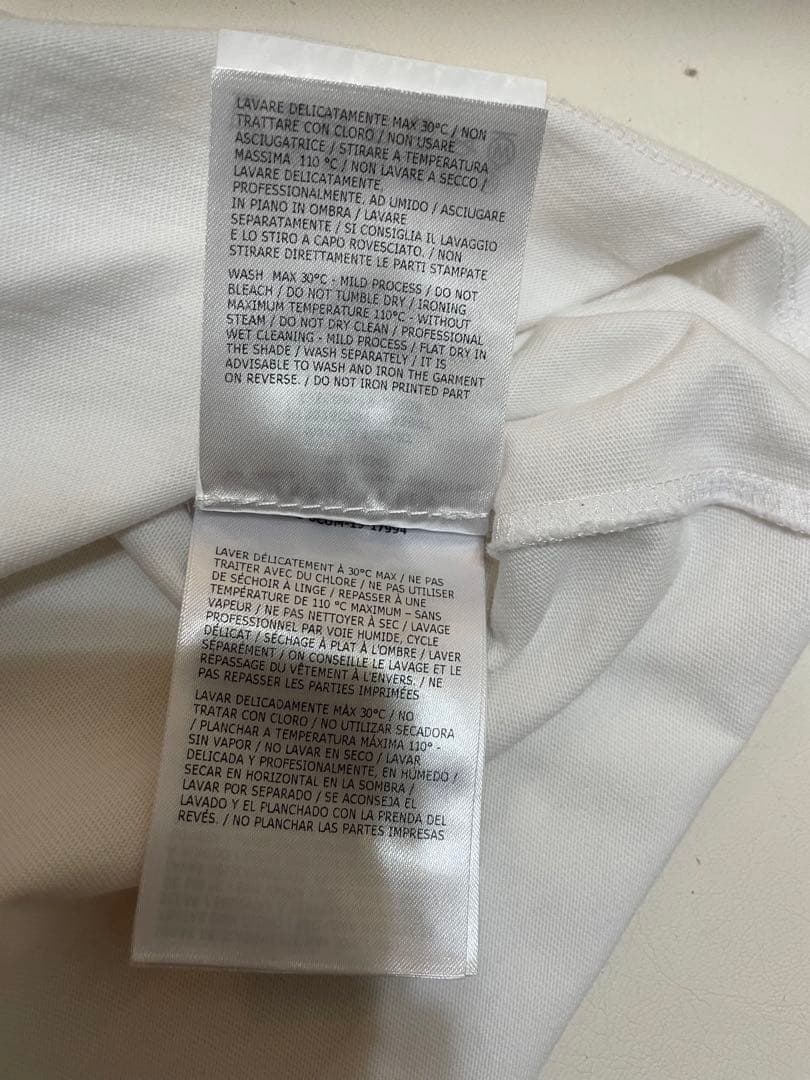 LAVARE DELICATAMENTE MAX 30°C / NON
TRATTARE CON CLORO / NON USARE
ASCIUGATRICE / STIRARE A TEMPERATURA
MASSIMA 110 °C / NON LAVARE A SECCO /
LAVARE DELICATAMENTE,
PROFESSIONALMENTE, AD UMIDO / ASCIUGARE
IN PIANO IN OMBRA / LAVARE
SEPARATAMENTE / SI CONSIGLIA IL LAVAGGIO
E LO STIRO A CAPO ROVESCIATO. / NON
STIRARE DIRETTAMENTE LE PARTI STAMPATE
WASH MAX 30°C - MILD PROCESS / DO NOT
BLEACH / DO NOT TUMBLE DRY / IRONING
MAXIMUM TEMPERATURE 110°C - WITHOUT
STEAM / DO NOT DRY CLEAN / PROFESSIONAL
WET CLEANING - MILD PROCESS / FLAT DRY IN
THE SHADE / WASH SEPARATELY / IT IS
ADVISABLE TO WASH AND IRON THE GARMENT
ON REVERSE. / DO NOT IRON PRINTED PART
17994
LAVER DÉLICATEMENT À 30°C MAX / NE PAS
TRAITER AVEC DU CHLORE / NE PAS UTILISER
DE SÉCHOIR À LINGE / REPASSER À UNE
TEMPÉRATURE DE 110 °C MAXIMUM – SANS
VAPEUR / NE PAS NETTOYER À SEC / LAVAGE
PROFESSIONNEL PAR VOIE HUMIDE, CYCLE
DÉLICAT / SÉCHAGE À PLAT À L'OMBRE / LAVER
SÉPARÉMENT / ON CONSEILLE LE LAVAGE ET LE
RÉPASSAGE DU VÊTEMENT À L'ENVERS. / NE
PAS REPASSER LES PARTIES IMPRIMÉES
LAVAR DELICADAMENTE MÁX 30°C / NO
TRATAR CON CLORO / NO UTILIZAR SECADORA
/ PLANCHAR A TEMPERATURA MÁXIMA 110° -
SIN VAPOR / NO LAVAR EN SECO / LAVAR
DELICADA Y PROFESIONALMENTE, EN HÚMEDO /
SECAR EN HORIZONTAL EN LA SOMBRA /
LAVAR POR SEPARADO / SE ACONSEJA EL
LAVADO Y EL PLANCHADO CON LA PRENDA DEL
REVÉS. / NO PLANCHAR LAS PARTES IMPRESAS